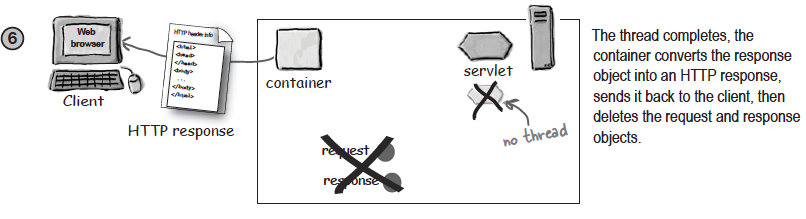 6
Web
browser
Client
HTTP header info
<html>
<head>
</head>
<body>
...
</body>
</html>
HTTP response
container
servlet
no thread
request
response
The thread completes, the
container converts the response
object into an HTTP response,
sends it back to the client, then
deletes the request and response
objects.